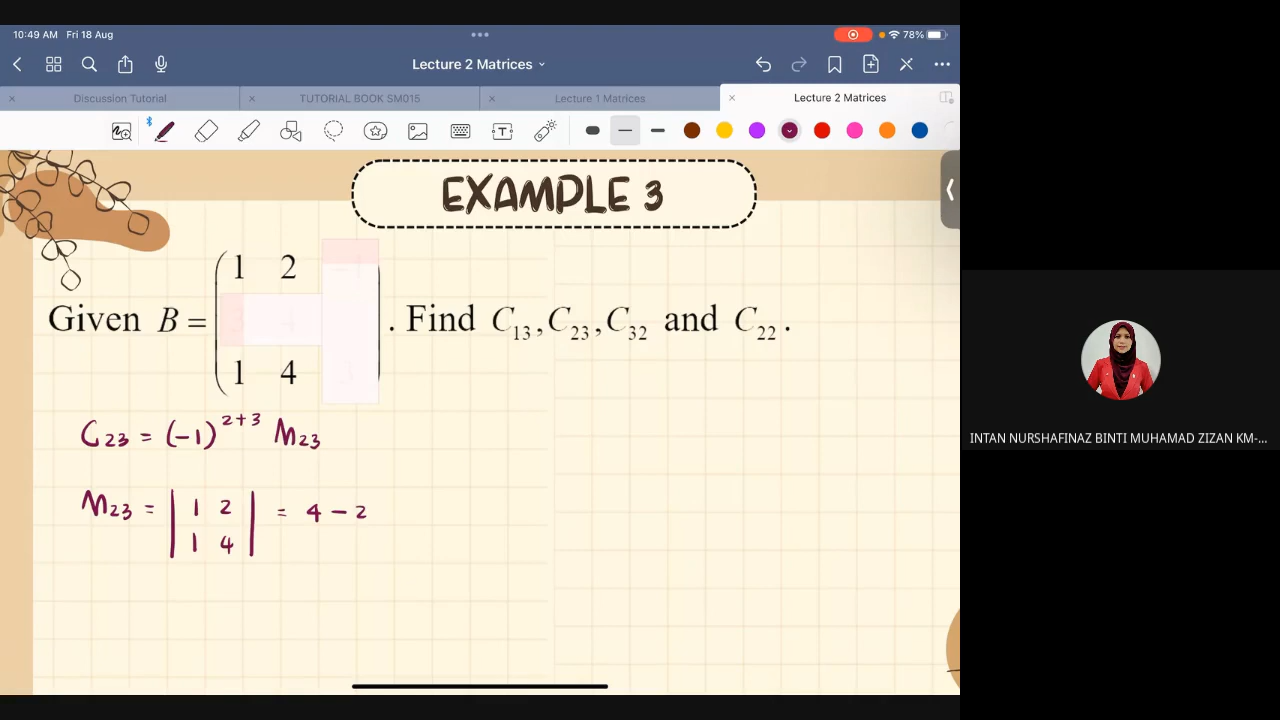 10:49 AM Fri 18 Aug
78%
Lecture 2 Matrices
Discussion Tutorial
TUTORIAL BOOK SM015
Lecture 1 Matrices
Lecture 2 Matrices
EXAMPLE 3
1 2
Given B = 3 4 . Find C13, C23, C32 and C22.
1 4
C23 = (-1)^2+3 M23
M23 = | 1 2 | = 4 - 2
| 1 4 |
INTAN NURSHAFINAZ BINTI MUHAMAD ZIZAN KM-...